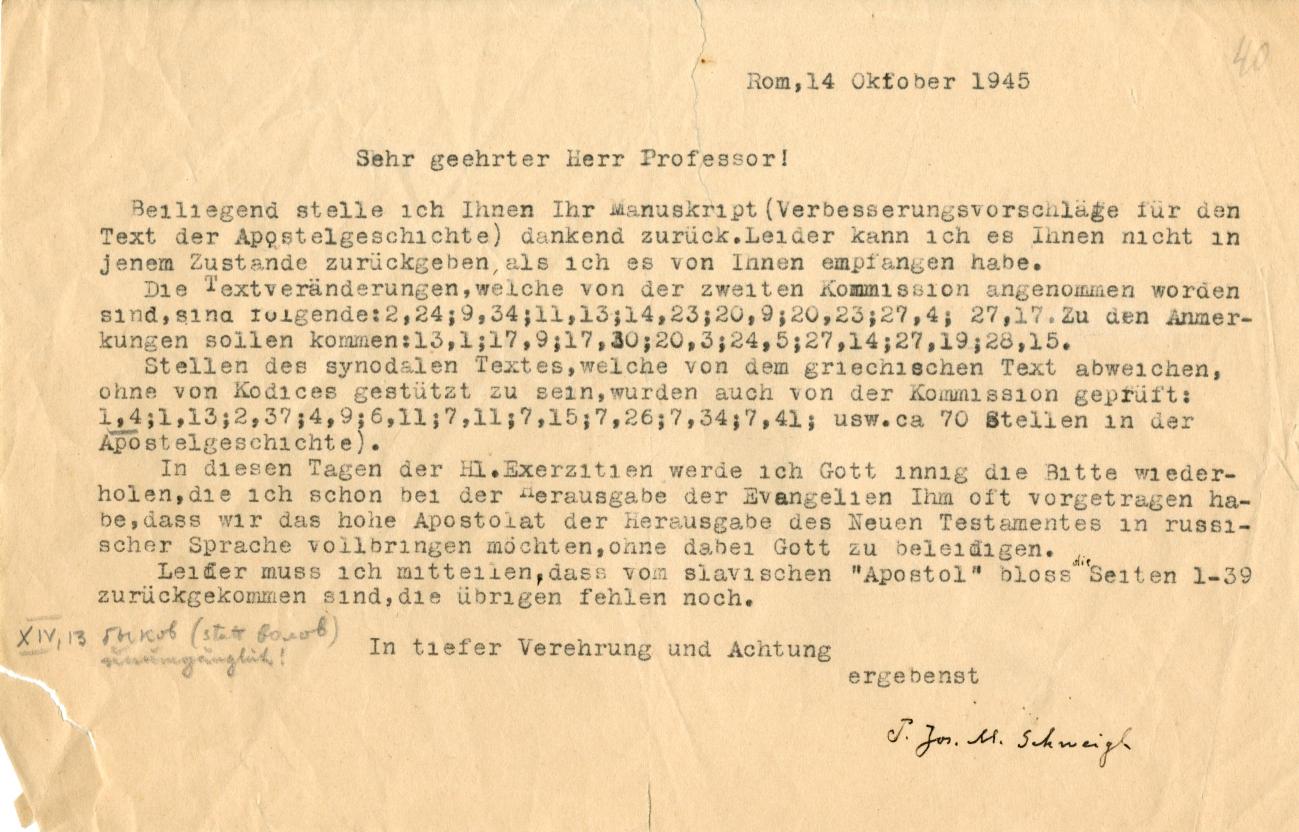 40
Rom,14 Oktober 1945
Sehr geehrter Herr Professor!
Beiliegend stelle ich Ihnen Ihr Manuskript(Verbesserungsvorschläge für den
Text der Apostelgeschichte) dankend zurück.Leider kann ich es Ihnen nicht in
jenem Zustande zurückgeben,als ich es von Ihnen empfangen habe.
Die Textveränderungen,welche von der zweiten Kommission angenommen worden
sind,sind folgende:2,24;9,34;11,13;14,23;20,9;20,23;27,4; 27,17.Zu den Anmer-
kungen sollen kommen:13,1;17,9;17,30;20,3;24,5;27,14;27,19;28,15.
Stellen des synodalen Textes,welche von dem griechischen Text abweichen,
ohne von Kodices gestützt zu sein,wurden auch von der Kommission geprüft:
1,4;1,13;2,37;4,9;6,11;7,11;7,15;7,26;7,34;7,41; usw.ca 70 Stellen in der
Apostelgeschichte).
In diesen Tagen der Hl.Exerzitien werde ich Gott innig die Bitte wieder-
holen,die ich schon bei der Herausgabe der Evangelien Ihm oft vorgetragen ha-
be,dass wir das hohe Apostolat der Herausgabe des Neuen Testamentes in russi-
scher Sprache vollbringen möchten,ohne dabei Gott zu beleidigen.
Leider muss ich mitteilen,dass vom slavischen "Apostol" bloss die Seiten 1-39
zurückgekommen sind,die übrigen fehlen noch.
XIV,13 быков (statt волов)
unumgänglich!
In tiefer Verehrung und Achtung
ergebenst
P. Jos. M. Schweigl